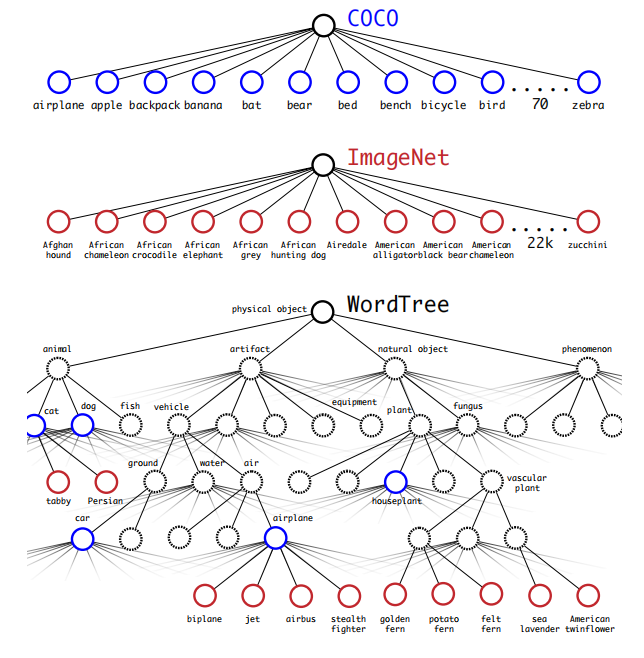 COCO
airplane apple backpack banana bat bear bed bench bicycle bird ..... 70 zebra
ImageNet
Afghan hound
African chameleon
African crocodile
African elephant
African grey
African hunting dog
Airedale
American alligator
American black bear
American chameleon
..... 22k
zucchini
WordTree
physical object
animal artifact natural object phenomenon
cat dog fish vehicle equipment plant fungus
ground water air
tabby Persian houseplant vascular plant
car airplane
biplane
jet
airbus
stealth fighter
golden fern
potato fern
felt fern
sea lavender
American twinflower